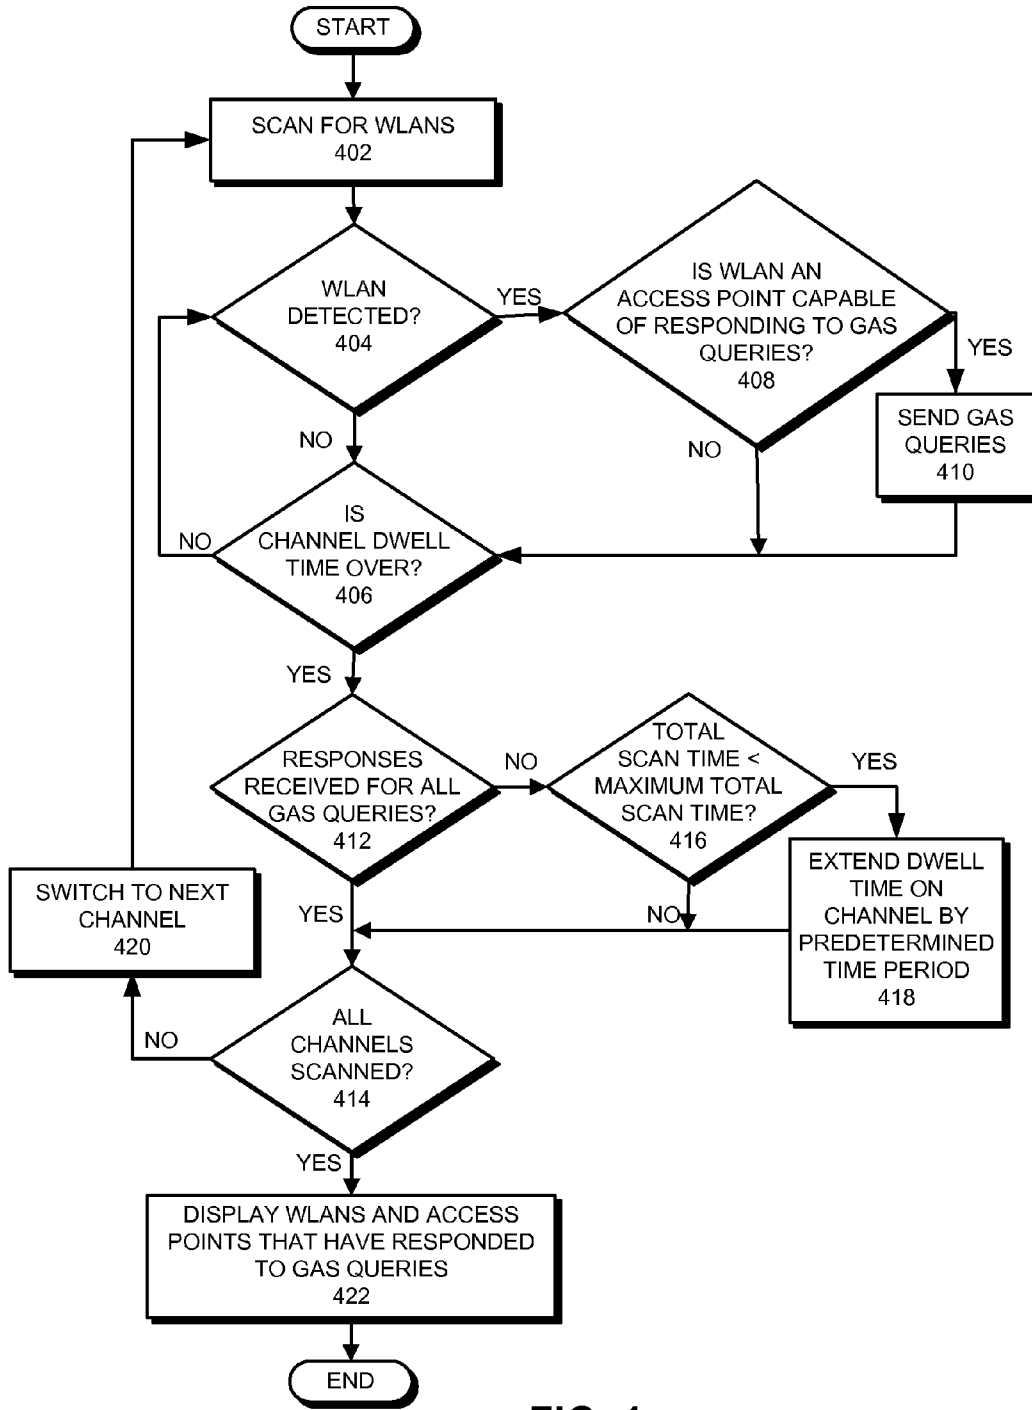 START
SCAN FOR WLANS
402
WLAN
DETECTED?
404
YES
IS WLAN AN
ACCESS POINT CAPABLE
OF RESPONDING TO GAS
QUERIES?
408
YES
SEND GAS
QUERIES
410
NO
NO
IS
CHANNEL DWELL
TIME OVER?
406
NO
YES
RESPONSES
RECEIVED FOR ALL
GAS QUERIES?
412
NO
TOTAL
SCAN TIME <
MAXIMUM TOTAL
SCAN TIME?
416
YES
EXTEND DWELL
TIME ON
CHANNEL BY
PREDETERMINED
TIME PERIOD
418
NO
YES
SWITCH TO NEXT
CHANNEL
420
NO
ALL
CHANNELS
SCANNED?
414
YES
DISPLAY WLANS AND ACCESS
POINTS THAT HAVE RESPONDED
TO GAS QUERIES
422
END